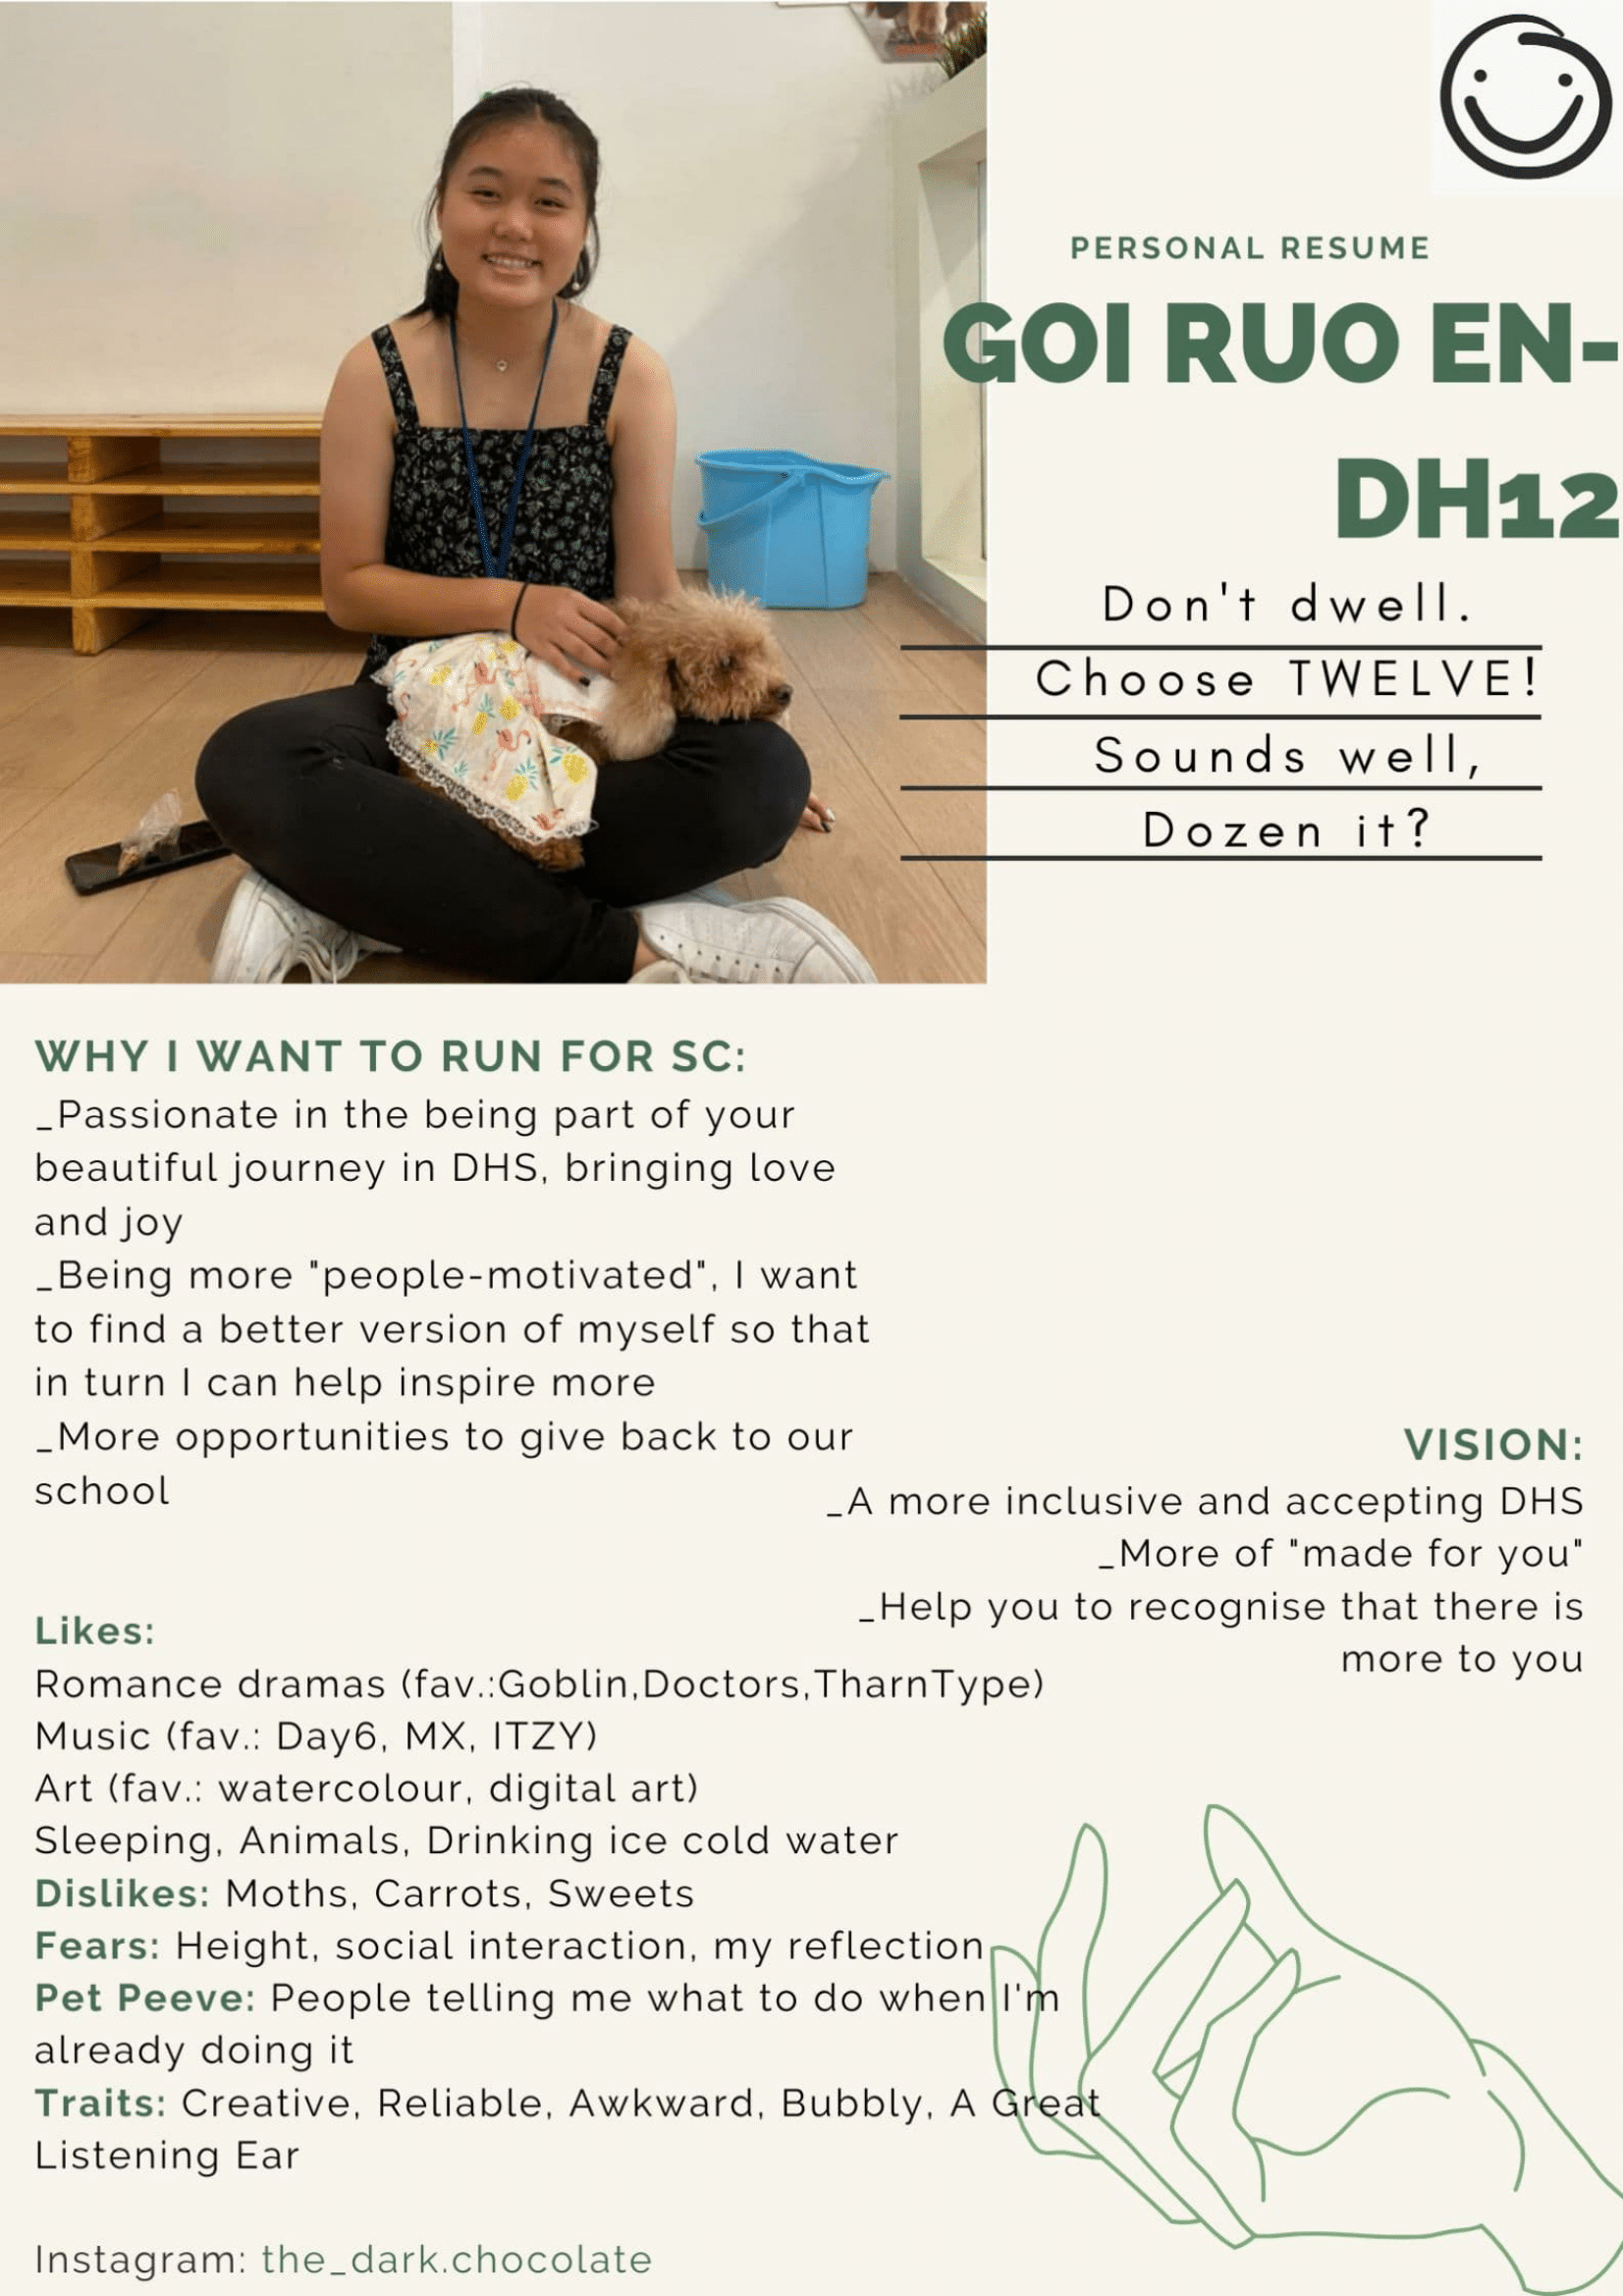 PERSONAL RESUME
GOI RUO EN-
DH12
Don't dwell.
Choose TWELVE!
Sounds well,
Dozen it?
WHY I WANT TO RUN FOR SC:
_Passionate in the being part of your
beautiful journey in DHS, bringing love
and joy
_Being more "people-motivated", I want
to find a better version of myself so that
in turn I can help inspire more
_More opportunities to give back to our
school
VISION:
_A more inclusive and accepting DHS
_More of "made for you"
_Help you to recognise that there is
more to you
Likes:
Romance dramas (fav.:Goblin,Doctors,TharnType)
Music (fav.: Day6, MX, ITZY)
Art (fav.: watercolour, digital art)
Sleeping, Animals, Drinking ice cold water
Dislikes: Moths, Carrots, Sweets
Fears: Height, social interaction, my reflection
Pet Peeve: People telling me what to do when I'm
already doing it
Traits: Creative, Reliable, Awkward, Bubbly, A Great
Listening Ear
Instagram: the_dark.chocolate